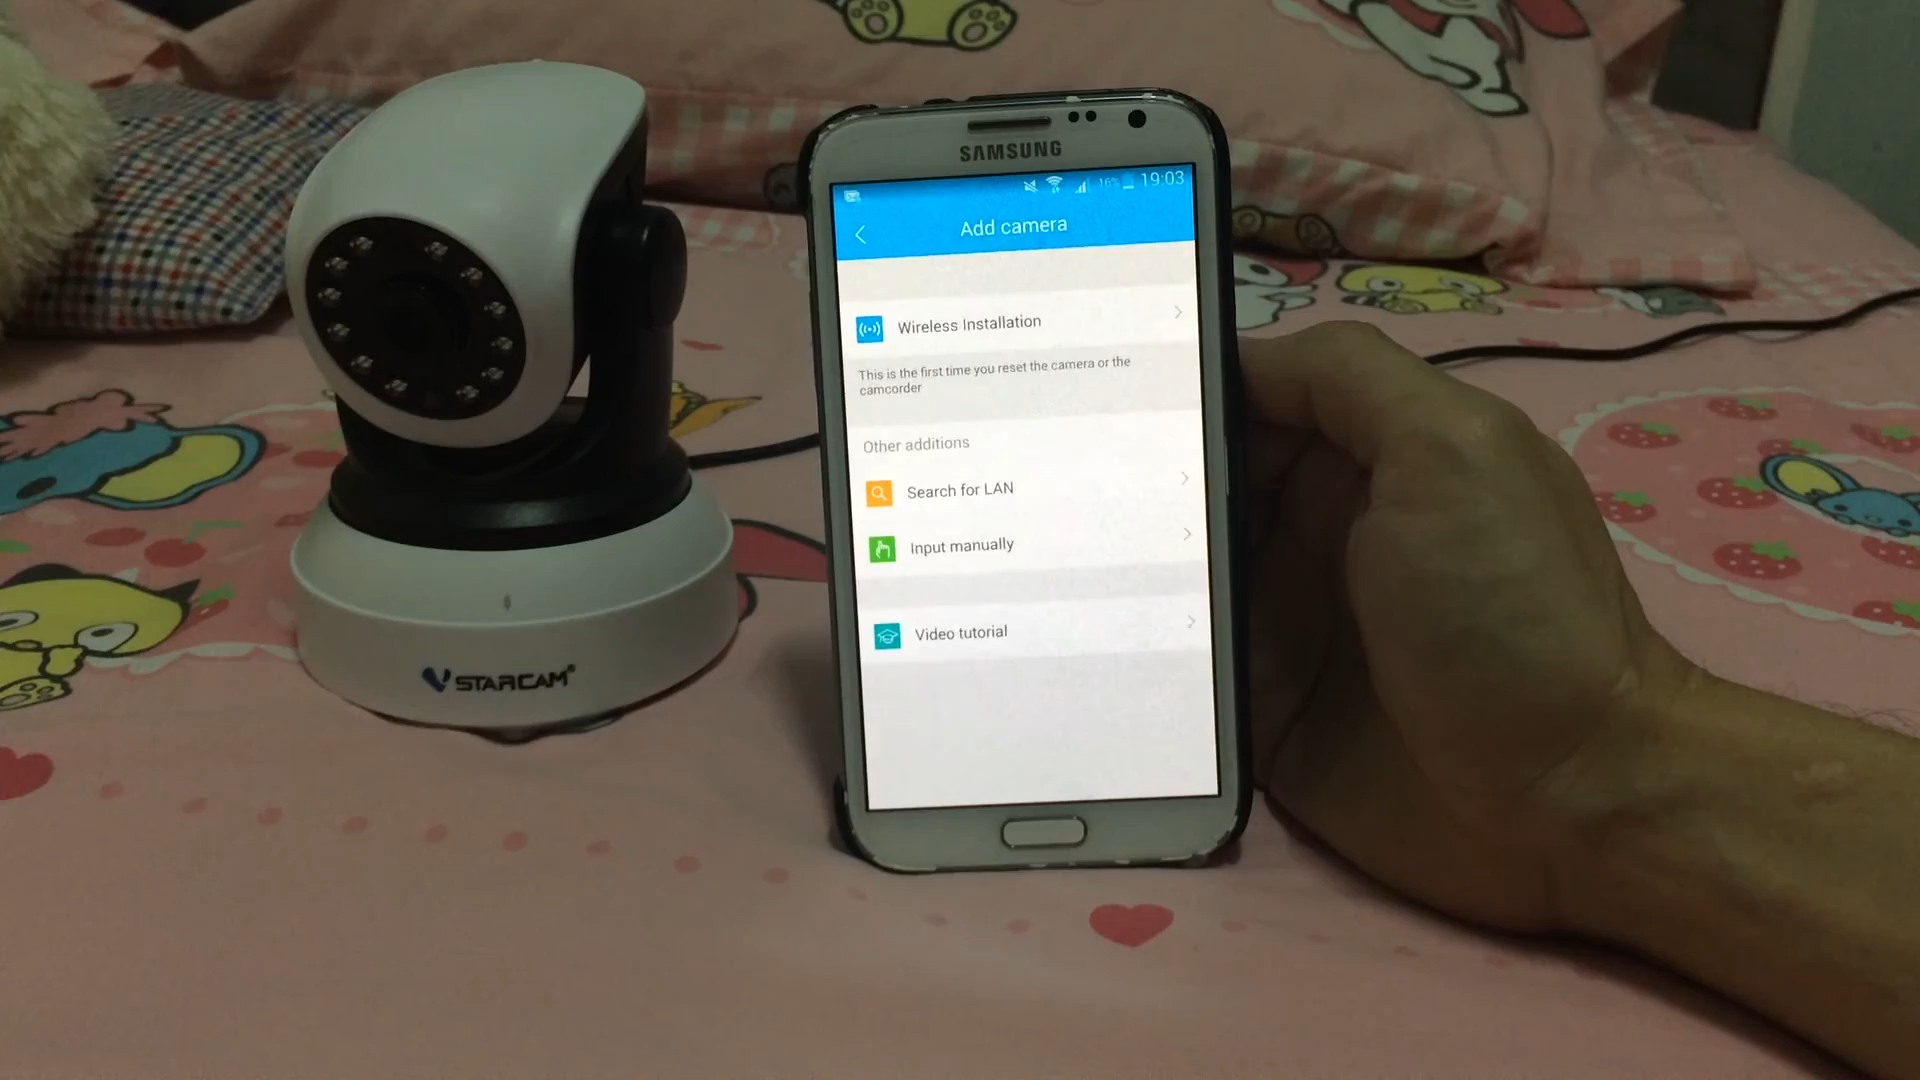 SAMSUNG
16% 19:03
Add camera
Wireless Installation
This is the first time you reset the camera or the
camcorder
Other additions
Search for LAN
Input manually
Video tutorial
VSTARCAM®